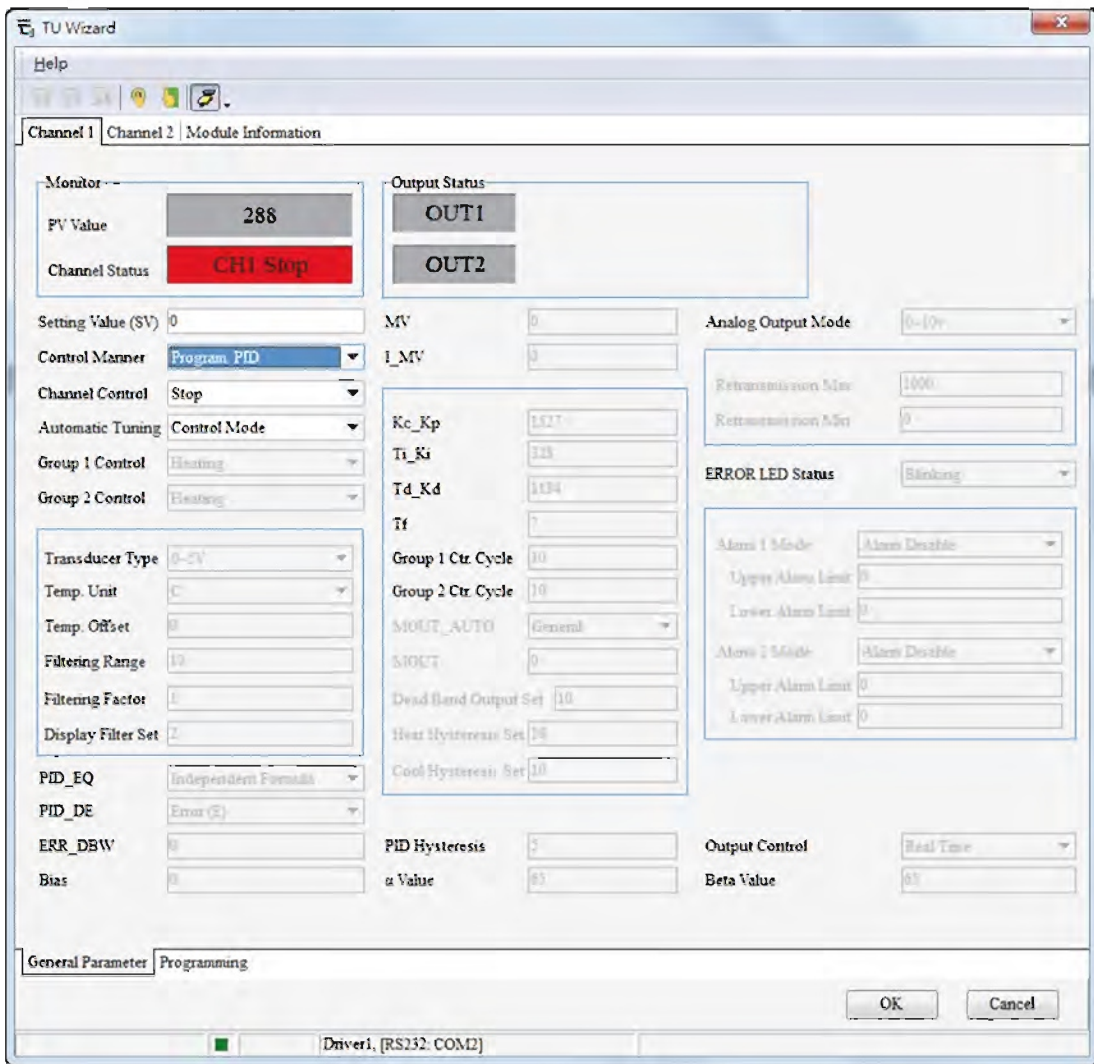 TU Wizard
Help
Channel 1 Channel 2 Module Information
Monitor
PV Value 288
Channel Status CH1 Stop
Output Status
OUT1
OUT2
Setting Value (SV) 0
Control Manner Program PID
Channel Control Stop
Automatic Tuning Control Mode
Group 1 Control Heating
Group 2 Control Heating
Transducer Type 0~5V
Temp. Unit C
Temp. Offset 0
Filtering Range 10
Filtering Factor 1
Display Filter Set 2
PID_EQ Independent Formula
PID_DE Error (E)
ERR_DBW 0
Bias 0
MV 0
I_MV 0
Kc_Kp 1527
Ti_Ki
Td_Kd
Tf 7
Group 1 Ctr. Cycle 10
Group 2 Ctr. Cycle 10
MOUT_AUTO General
MOUT 0
Dead Band Output Set 10
Heat Hysteresis Set
Cool Hysteresis Set 10
PID Hysteresis 5
α Value 65
Analog Output Mode 0~10v
Retransmission Max 1000
Retransmission Min 0
ERROR LED Status Blinking
Alarm 1 Mode Alarm Disable
Upper Alarm Limit 0
Lower Alarm Limit 0
Alarm 2 Mode Alarm Disable
Upper Alarm Limit 0
Lower Alarm Limit 0
Output Control Real Time
Beta Value 65
General Parameter Programming
OK Cancel
Driver1, [RS232: COM2]